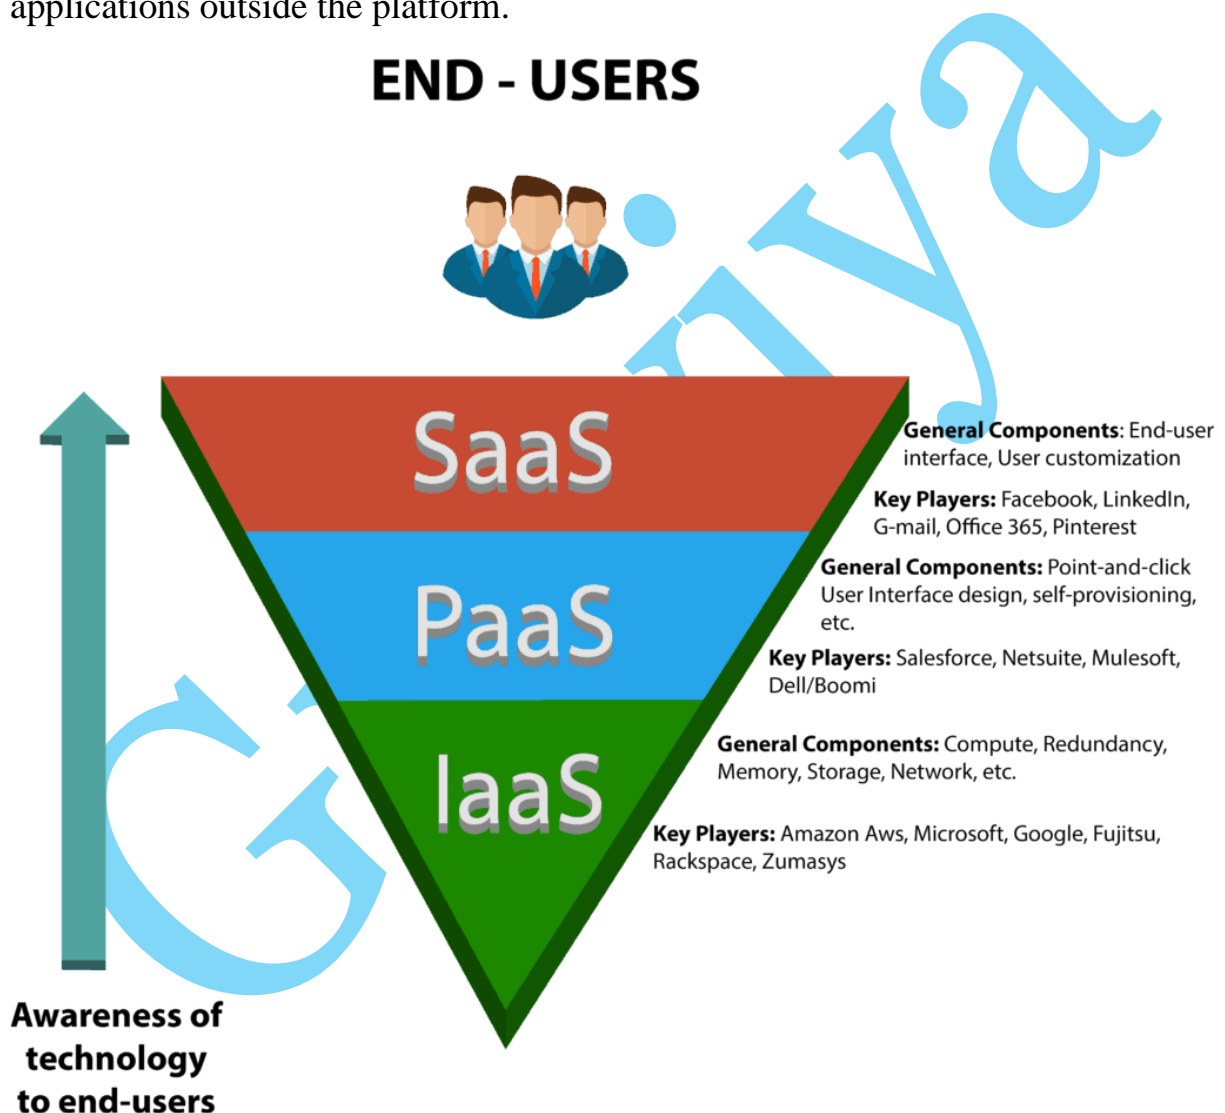 applications outside the platform.
END - USERS
SaaS
General Components: End-user
interface, User customization
Key Players: Facebook, LinkedIn,
G-mail, Office 365, Pinterest
PaaS
General Components: Point-and-click
User Interface design, self-provisioning,
etc.
Key Players: Salesforce, Netsuite, Mulesoft,
Dell/Boomi
IaaS
General Components: Compute, Redundancy,
Memory, Storage, Network, etc.
Key Players: Amazon Aws, Microsoft, Google, Fujitsu,
Rackspace, Zumasys
Awareness of
technology
to end-users